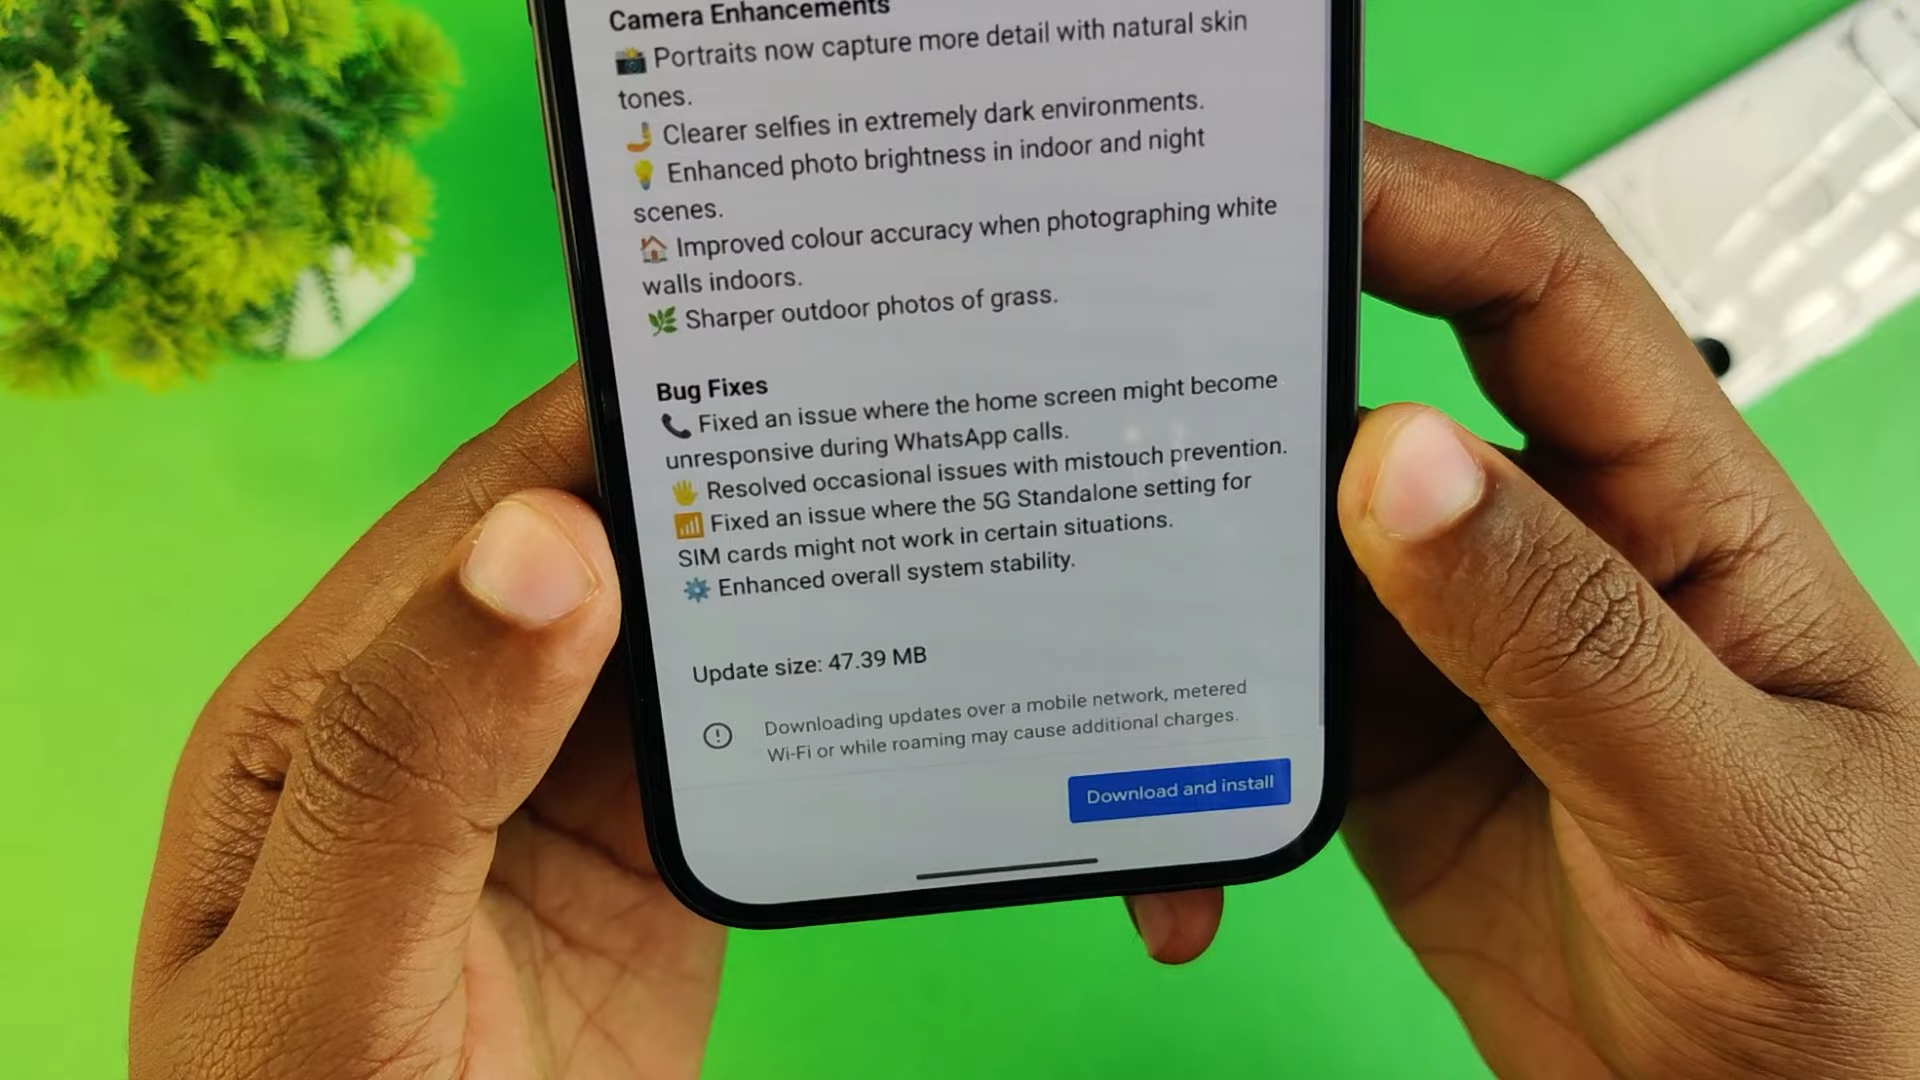 Camera Enhancements
📸 Portraits now capture more detail with natural skin
tones.
🤳 Clearer selfies in extremely dark environments.
💡 Enhanced photo brightness in indoor and night
scenes.
🏠 Improved colour accuracy when photographing white
walls indoors.
🌿 Sharper outdoor photos of grass.
Bug Fixes
📞 Fixed an issue where the home screen might become
unresponsive during WhatsApp calls.
🖐 Resolved occasional issues with mistouch prevention.
📶 Fixed an issue where the 5G Standalone setting for
SIM cards might not work in certain situations.
⚙️ Enhanced overall system stability.
Update size: 47.39 MB
Downloading updates over a mobile network, metered
Wi-Fi or while roaming may cause additional charges.
Download and install